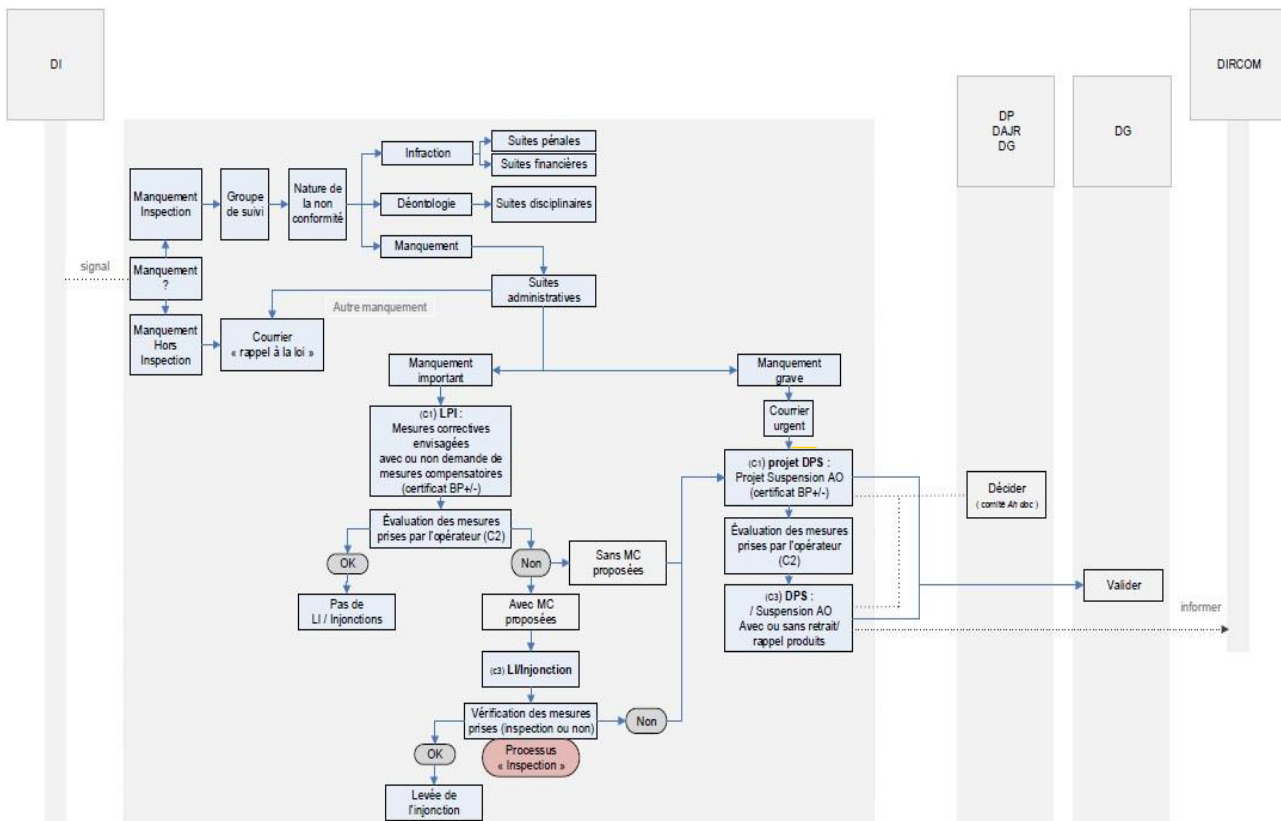 DI
DIRCOM
DP
DAJR
DG
DG
Suites pénales
Infraction
Suites financières
Manquement
Inspection
Groupe
de suivi
Nature de
la non
conformité
Déontologie
Suites disciplinaires
Manquement
signal
Manquement
?
Suites
administratives
Autre manquement
Manquement
Hors
Inspection
Courrier
« rappel à la loi »
Manquement
important
Manquement
grave
(C1) LPI :
Mesures correctives
envisagées
avec ou non demande de
mesures compensatoires
(certificat BP+/-)
Courrier
urgent
(C1) projet DPS :
Projet Suspension AO
(certificat BP+/-)
Décider
( comité Ah doc )
Évaluation des mesures
prises par l'opérateur (C2)
Évaluation des mesures
prises par l'opérateur
(C2)
OK
Non
Sans MC
proposées
Valider
Pas de
LI / Injonctions
Avec MC
proposées
(C3) DPS :
/ Suspension AO
Avec ou sans retrait/
rappel produits
informer
(c3) LI/Injonction
Vérification des mesures
prises (inspection ou non)
Non
OK
Processus
« Inspection »
Levée de
l'injonction